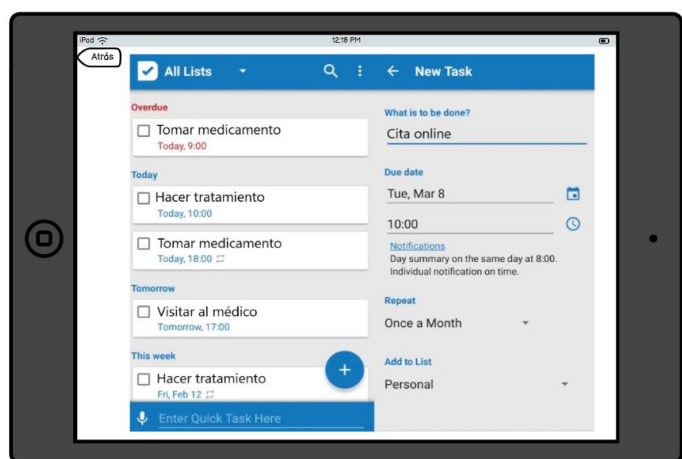 iPod 12:18 PM
Atrás
All Lists
Overdue
Tomar medicamento
Today, 9:00
Today
Hacer tratamiento
Today, 10:00
Tomar medicamento
Today, 18:00
Tomorrow
Visitar al médico
Tomorrow, 17:00
This week
Hacer tratamiento
Fri, Feb 12
+
Enter Quick Task Here
New Task
What is to be done?
Cita online
Due date
Tue, Mar 8
10:00
Notifications
Day summary on the same day at 8:00.
Individual notification on time.
Repeat
Once a Month
Add to List
Personal